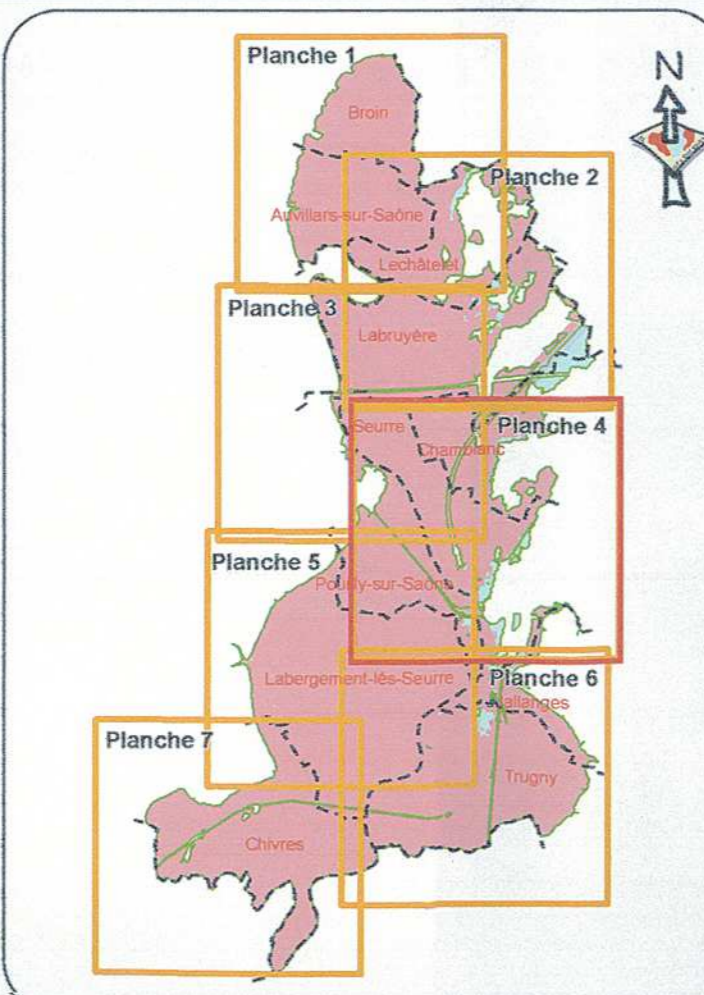 Planche 1
N
Broin
Planche 2
Auvillars-sur-Saône
Lechâtelet
Planche 3
Labruyère
Seurre
Planche 4
Chamblanc
Planche 5
Pouilly-sur-Saône
Labergement-lès-Seurre
Planche 6
allanges
Planche 7
Trugny
Chivres